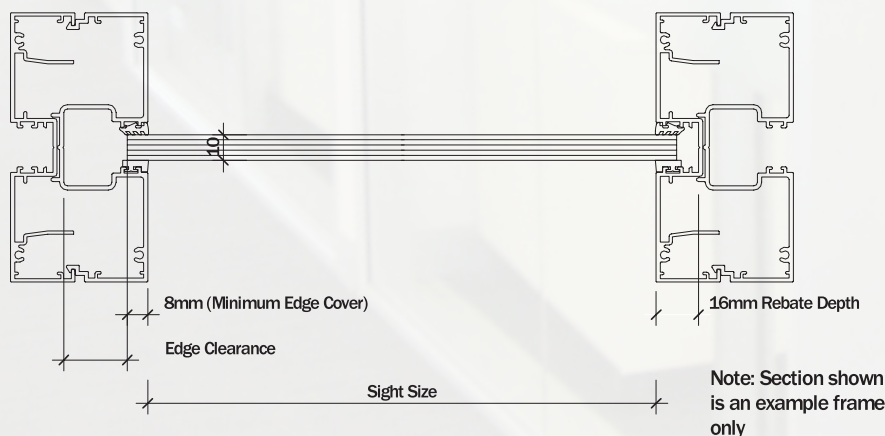 10
8mm (Minimum Edge Cover)
16mm Rebate Depth
Edge Clearance
Sight Size
Note: Section shown
is an example frame
only